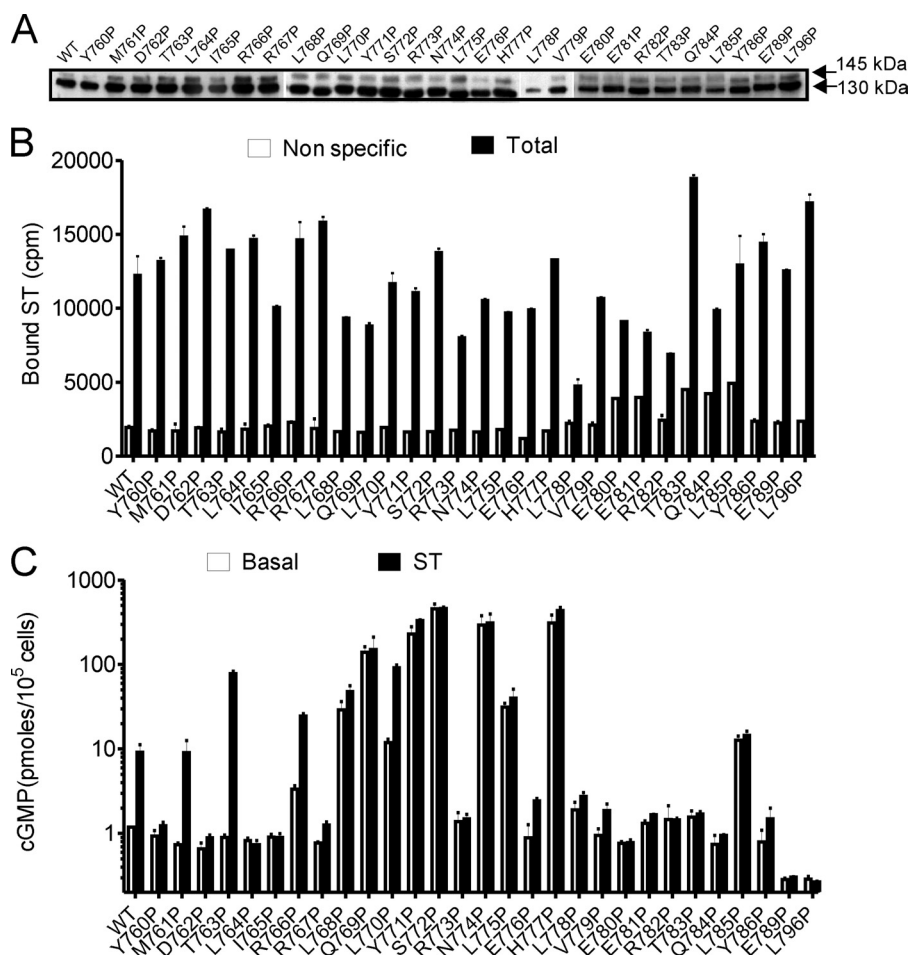 A
WT Y760P M761P D762P T763P L764P I765P R766P R767P L768P Q769P L770P Y771P S772P R773P N774P L775P E776P H777P L778P V779P E780P E781P R782P T783P Q784P L785P Y786P E789P L796P
145 kDa
130 kDa
B
Non specific Total
20000
15000
10000
5000
0
Bound ST (cpm)
WT Y760P M761P D762P T763P L764P I765P R766P R767P L768P Q769P L770P Y771P S772P R773P N774P L775P E776P H777P L778P V779P E780P E781P R782P T783P Q784P L785P Y786P E789P L796P
C
Basal ST
1000
100
10
1
cGMP(pmoles/10⁵ cells)
WT Y760P M761P D762P T763P L764P I765P R766P R767P L768P Q769P L770P Y771P S772P R773P N774P L775P E776P H777P L778P V779P E780P E781P R782P T783P Q784P L785P Y786P E789P L796P